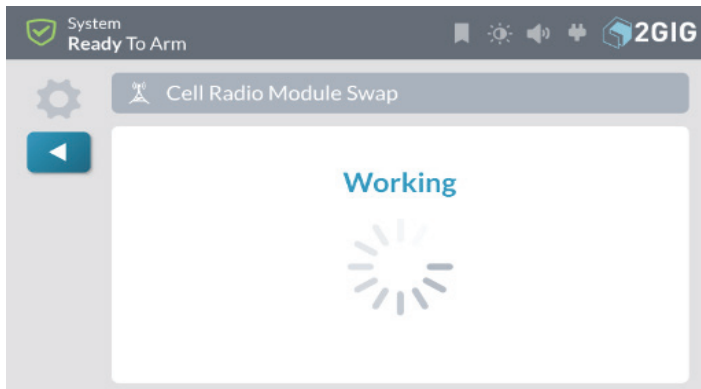 System
Ready To Arm
2GIG
Cell Radio Module Swap
Working